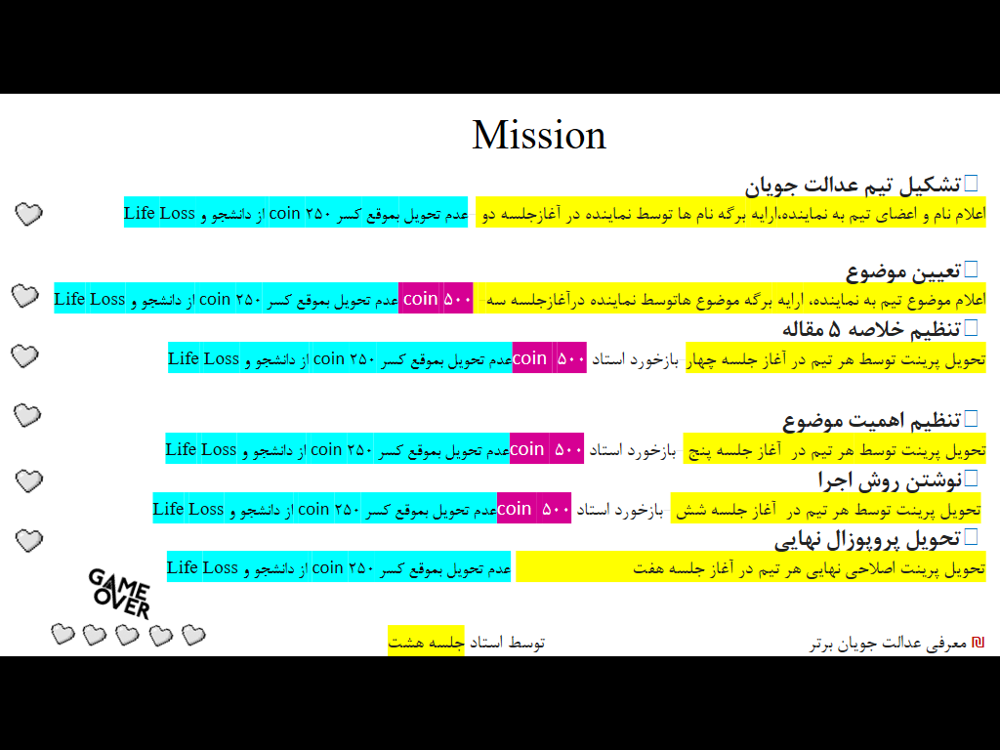 Mission
تشکیل تیم عدالت جویان
اعلام نام و اعضای تیم به نماینده،ارایه برگه نام ها توسط نماینده در آغازجلسه دو عدم تحویل بموقع کسر ۲۵۰ coin از دانشجو و Life Loss
تعیین موضوع
اعلام موضوع تیم به نماینده، ارایه برگه موضوع هاتوسط نماینده درآغازجلسه سه ۵۰۰ coin عدم تحویل بموقع کسر ۲۵۰ coin از دانشجو و Life Loss
تنظیم خلاصه ۵ مقاله
تحویل پرینت توسط هر تیم در آغاز جلسه چهار بازخورد استاد ۵۰۰ coin عدم تحویل بموقع کسر ۲۵۰ coin از دانشجو و Life Loss
تنظیم اهمیت موضوع
تحویل پرینت توسط هر تیم در آغاز جلسه پنج بازخورد استاد ۵۰۰ coin عدم تحویل بموقع کسر ۲۵۰ coin از دانشجو و Life Loss
نوشتن روش اجرا
تحویل پرینت توسط هر تیم در آغاز جلسه شش بازخورد استاد ۵۰۰ coin عدم تحویل بموقع کسر ۲۵۰ coin از دانشجو و Life Loss
تحویل پروپوزال نهایی
تحویل پرینت اصلاحی نهایی هر تیم در آغاز جلسه هفت عدم تحویل بموقع کسر ۲۵۰ coin از دانشجو و Life Loss
GAME
OVER
₪ معرفی عدالت جویان برتر توسط استاد جلسه هشت